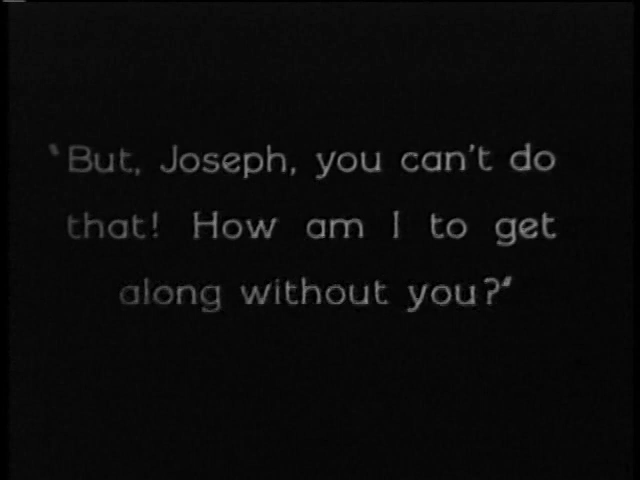 "But, Joseph, you can't do
that! How am I to get
along without you?"